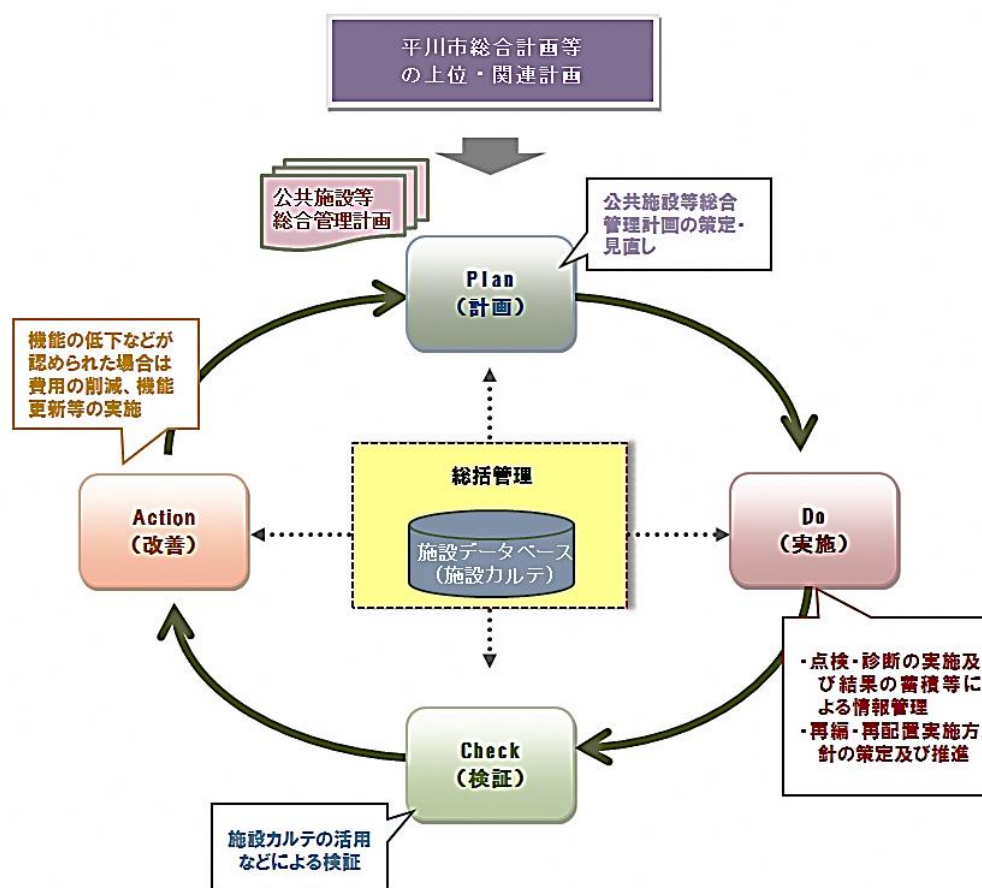 平川市総合計画等
の上位・関連計画
公共施設等
総合管理計画
公共施設等総合
管理計画の策定・
見直し
Plan
（計画）
機能の低下などが
認められた場合は
費用の削減、機能
更新等の実施
総括管理
施設データベース
（施設カルテ）
Action
（改善）
Do
（実施）
・点検・診断の実施及
び結果の蓄積等に
よる情報管理
・再編・再配置実施方
針の策定及び推進
Check
（検証）
施設カルテの活用
などによる検証